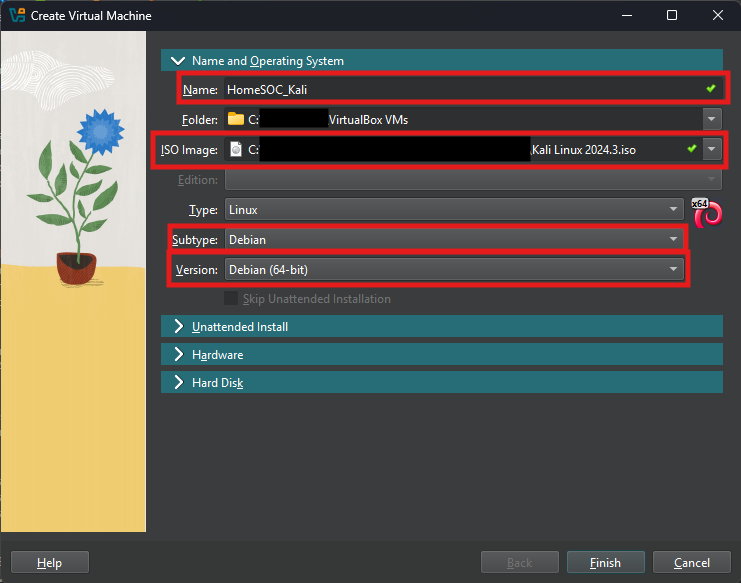 Create Virtual Machine
Name and Operating System
Name: HomeSOC_Kali
Folder: C: VirtualBox VMs
ISO Image: C: \Kali Linux 2024.3.iso
Edition:
Type: Linux
x64
Subtype: Debian
Version: Debian (64-bit)
Skip Unattended Installation
Unattended Install
Hardware
Hard Disk
Help Back Finish Cancel